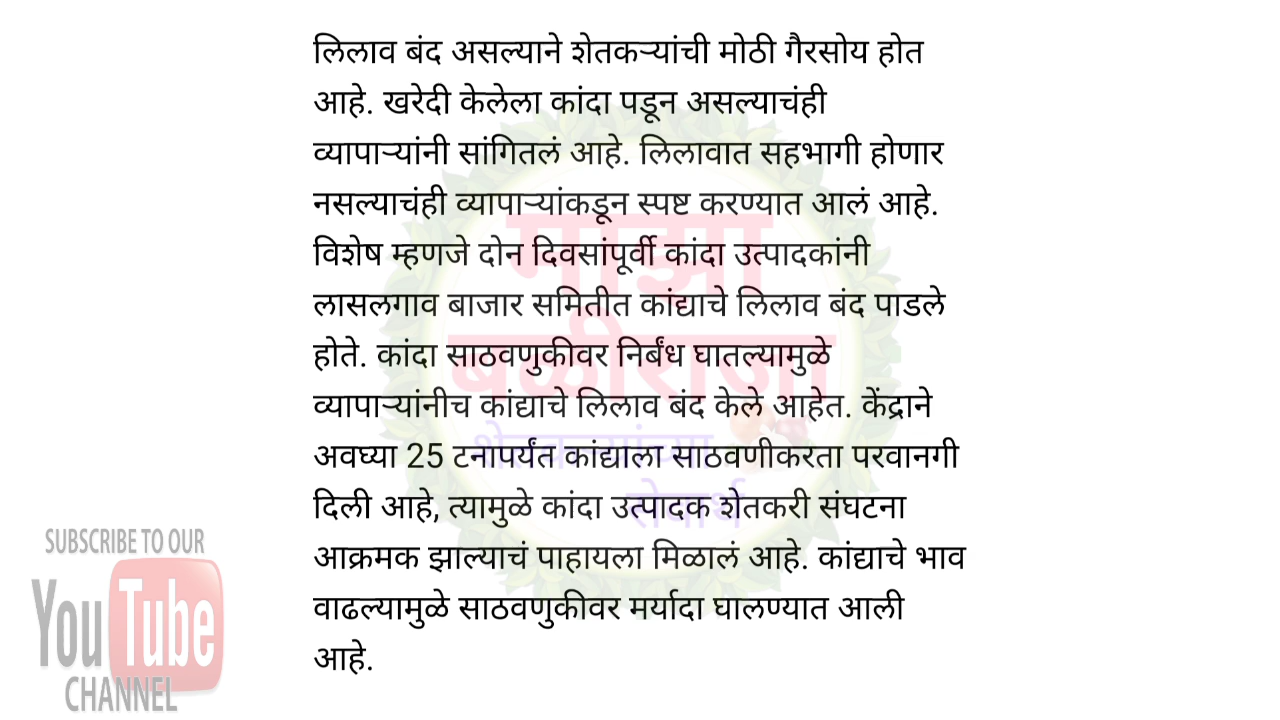 लिलाव बंद असल्याने शेतकऱ्यांची मोठी गैरसोय होत
आहे. खरेदी केलेला कांदा पडून असल्याचंही
व्यापाऱ्यांनी सांगितलं आहे. लिलावात सहभागी होणार
नसल्याचंही व्यापाऱ्यांकडून स्पष्ट करण्यात आलं आहे.
विशेष म्हणजे दोन दिवसांपूर्वी कांदा उत्पादकांनी
लासलगाव बाजार समितीत कांद्याचे लिलाव बंद पाडले
होते. कांदा साठवणुकीवर निर्बंध घातल्यामुळे
व्यापाऱ्यांनीच कांद्याचे लिलाव बंद केले आहेत. केंद्राने
अवघ्या 25 टनापर्यंत कांद्याला साठवणीकरता परवानगी
दिली आहे, त्यामुळे कांदा उत्पादक शेतकरी संघटना
आक्रमक झाल्याचं पाहायला मिळालं आहे. कांद्याचे भाव
वाढल्यामुळे साठवणुकीवर मर्यादा घालण्यात आली
आहे.
माझा
बळीराजा
शेतकऱ्यांच्या
सेवार्थ
SUBSCRIBE TO OUR
YouTube
CHANNEL